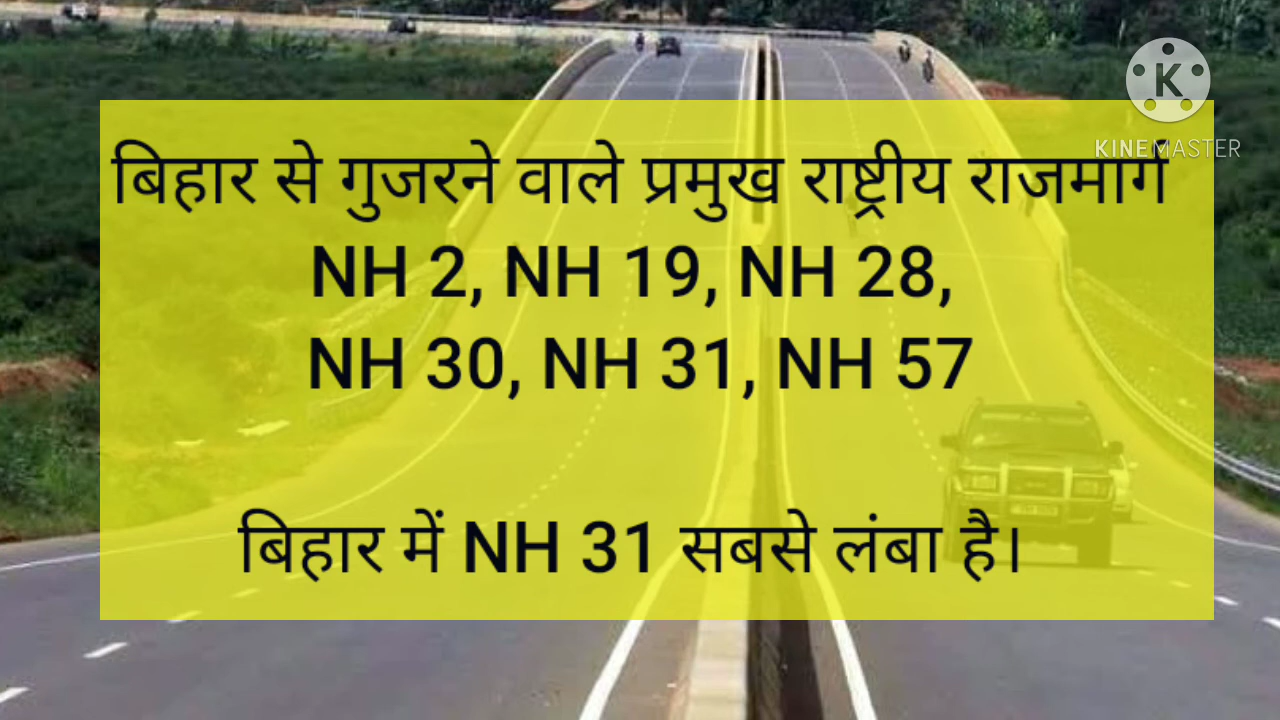 KINEMASTER
बिहार से गुजरने वाले प्रमुख राष्ट्रीय राजमार्ग
NH 2, NH 19, NH 28,
NH 30, NH 31, NH 57
बिहार में NH 31 सबसे लंबा है।